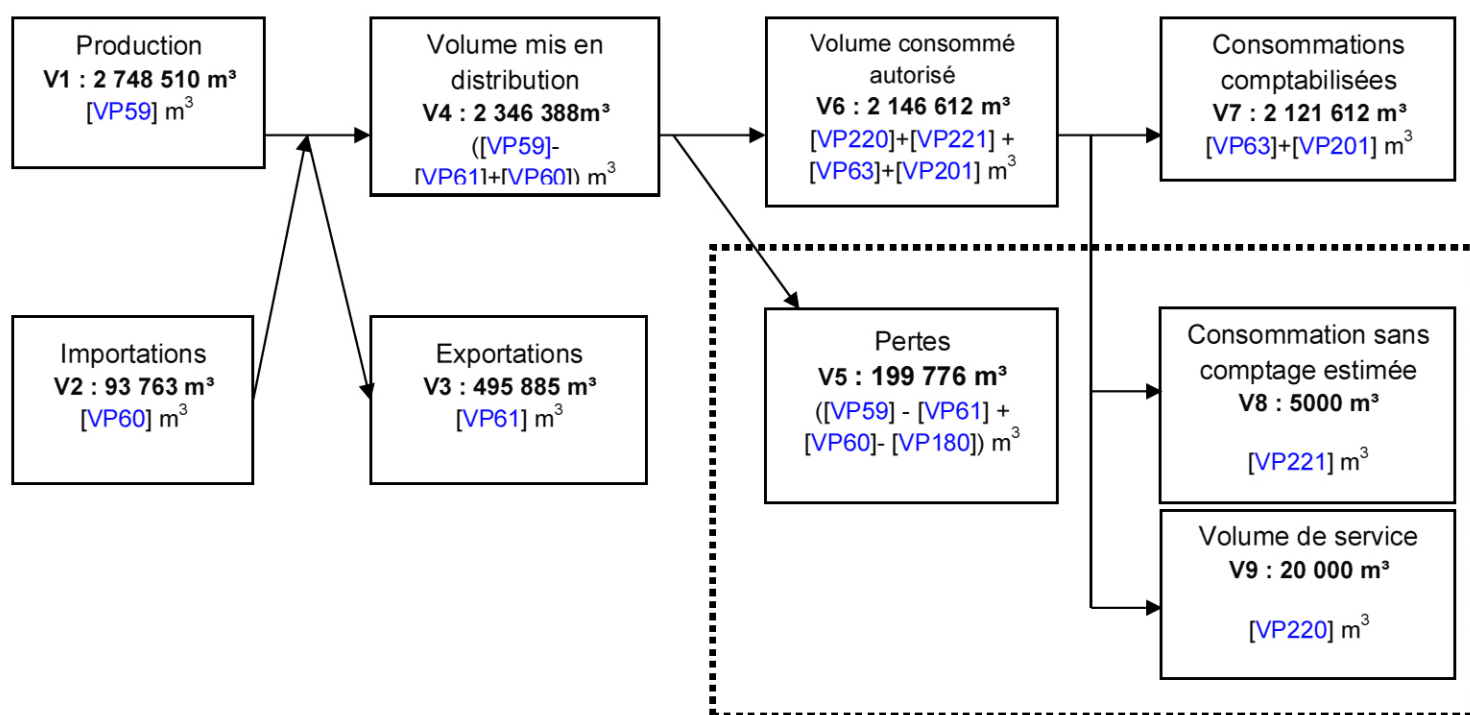 Production
V1 : 2 748 510 m³
[VP59] m³
Volume mis en
distribution
V4 : 2 346 388m³
([VP59]-
[VP61]+[VP60]) m³
Volume consommé
autorisé
V6 : 2 146 612 m³
[VP220]+[VP221] +
[VP63]+[VP201] m³
Consommations
comptabilisées
V7 : 2 121 612 m³
[VP63]+[VP201] m³
Importations
V2 : 93 763 m³
[VP60] m³
Exportations
V3 : 495 885 m³
[VP61] m³
Pertes
V5 : 199 776 m³
([VP59] - [VP61] +
[VP60]- [VP180]) m³
Consommation sans
comptage estimée
V8 : 5000 m³
[VP221] m³
Volume de service
V9 : 20 000 m³
[VP220] m³